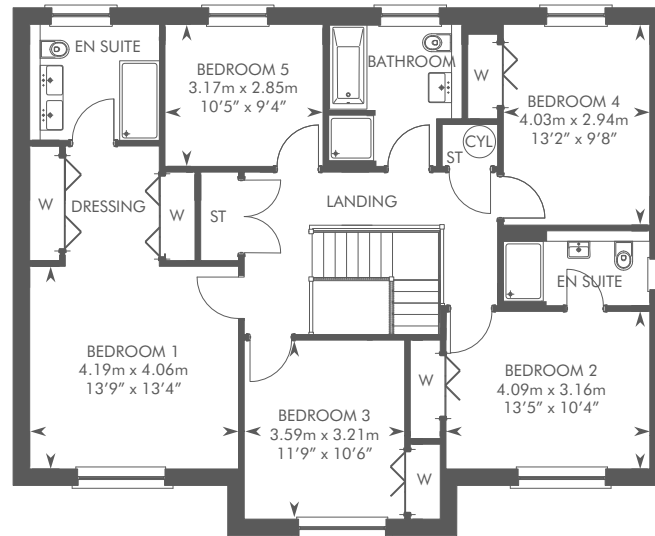 EN SUITE
BEDROOM 5
3.17m x 2.85m
10’5” x 9’4”
BATHROOM
W
BEDROOM 4
4.03m x 2.94m
13’2” x 9’8”
CYL
ST
W
DRESSING
W
ST
LANDING
EN SUITE
BEDROOM 1
4.19m x 4.06m
13’9” x 13’4”
BEDROOM 3
3.59m x 3.21m
11’9” x 10’6”
W
W
BEDROOM 2
4.09m x 3.16m
13’5” x 10’4”